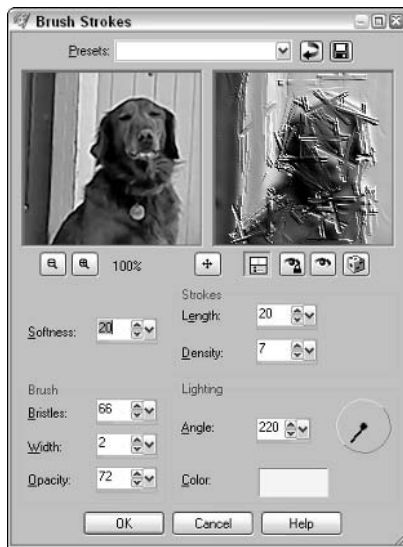 Brush Strokes
Presets:
100%
Strokes
Softness: 20
Length: 20
Density: 7
Brush
Bristles: 66
Width: 2
Opacity: 72
Lighting
Angle: 220
Color:
OK Cancel Help